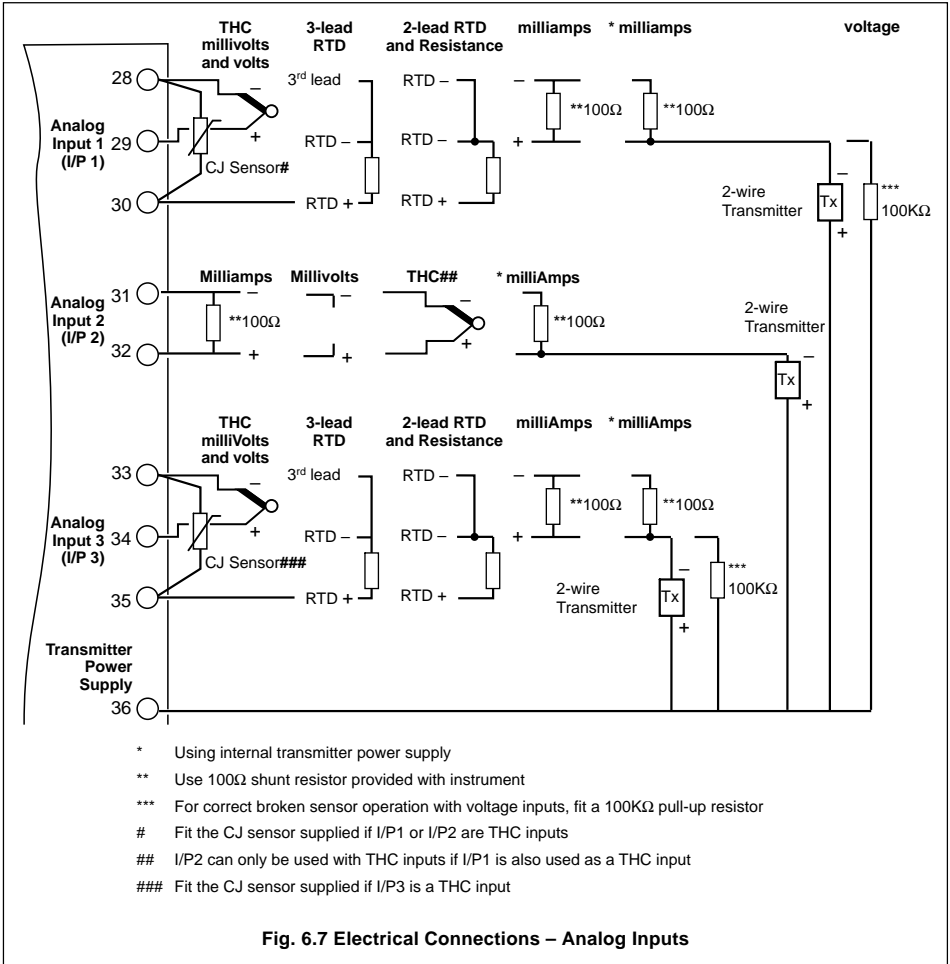 THC millivolts and volts
3-lead RTD
2-lead RTD and Resistance
milliamps
* milliamps
voltage
28
–
3rd lead
RTD –
–
**100Ω
**100Ω
Analog Input 1 (I/P 1)
29
+
RTD –
RTD –
+
CJ Sensor#
30
RTD +
RTD +
2-wire Transmitter
–
Tx
+
***
100KΩ
Milliamps
Millivolts
THC##
* milliAmps
31
–
–
–
Analog Input 2 (I/P 2)
**100Ω
**100Ω
32
+
+
+
2-wire Transmitter
–
Tx
+
THC milliVolts and volts
3-lead RTD
2-lead RTD and Resistance
milliAmps
* milliAmps
33
–
3rd lead
RTD –
–
**100Ω
**100Ω
Analog Input 3 (I/P 3)
34
+
RTD –
RTD –
+
CJ Sensor###
35
RTD +
RTD +
2-wire Transmitter
–
Tx
+
***
100KΩ
Transmitter Power Supply
36
* Using internal transmitter power supply
** Use 100Ω shunt resistor provided with instrument
*** For correct broken sensor operation with voltage inputs, fit a 100KΩ pull-up resistor
# Fit the CJ sensor supplied if I/P1 or I/P2 are THC inputs
## I/P2 can only be used with THC inputs if I/P1 is also used as a THC input
### Fit the CJ sensor supplied if I/P3 is a THC input
Fig. 6.7 Electrical Connections – Analog Inputs